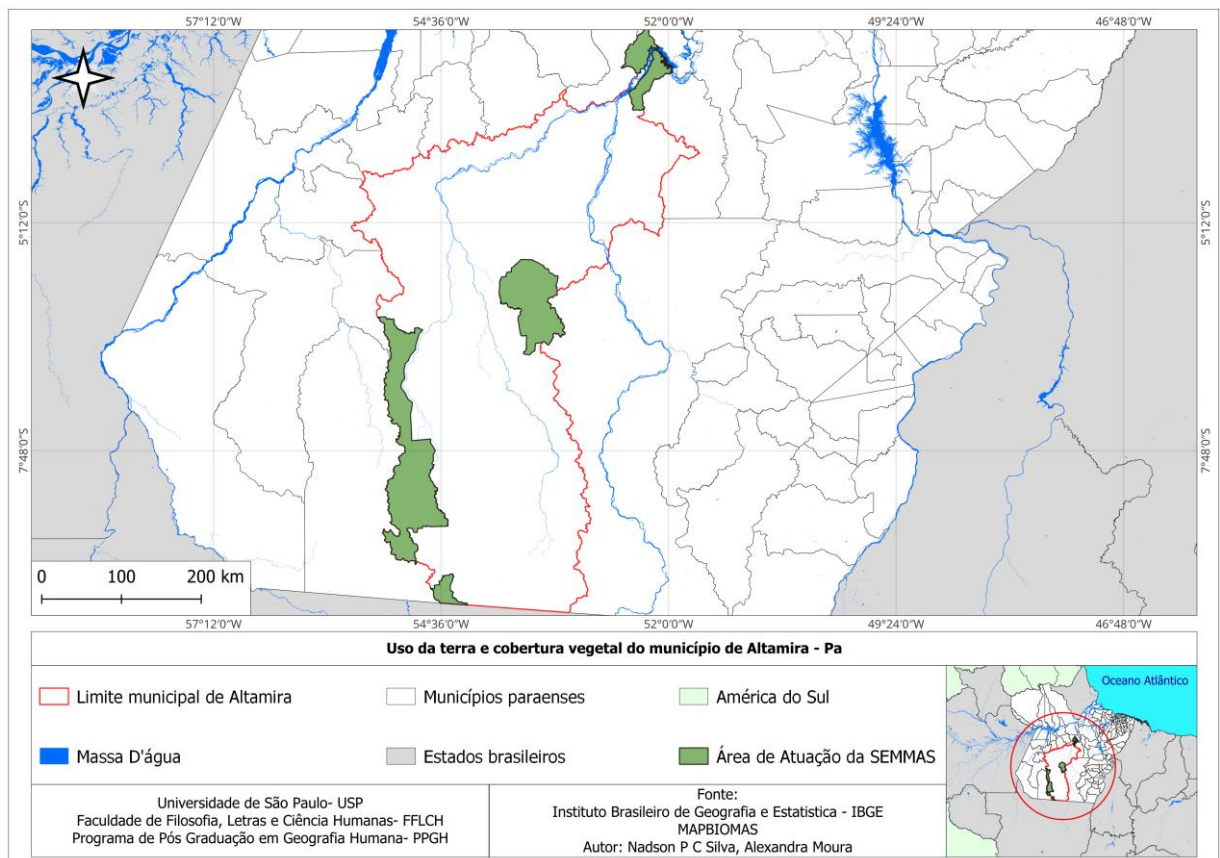 57°12'0"W 54°36'0"W 52°0'0"W 49°24'0"W 46°48'0"W
5°12'0"S 5°12'0"S
7°48'0"S 7°48'0"S
0 100 200 km
57°12'0"W 54°36'0"W 52°0'0"W 49°24'0"W 46°48'0"W
Uso da terra e cobertura vegetal do município de Altamira - Pa
Limite municipal de Altamira
Municípios paraenses
América do Sul
Massa D'água
Estados brasileiros
Área de Atuação da SEMMAS
Oceano Atlântico
Universidade de São Paulo- USP
Faculdade de Filosofia, Letras e Ciência Humanas- FFLCH
Programa de Pós Graduação em Geografia Humana- PPGH
Fonte:
Instituto Brasileiro de Geografia e Estatistica - IBGE
MAPBIOMAS
Autor: Nadson P C Silva, Alexandra Moura